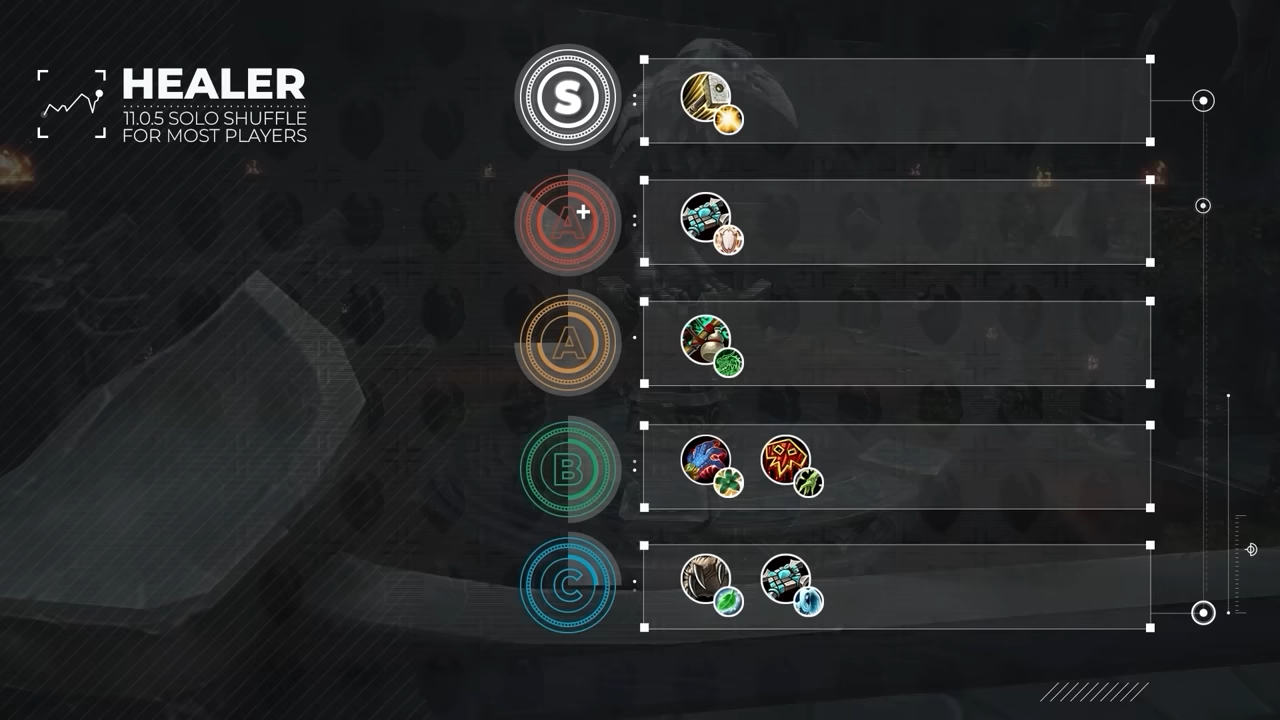 HEALER
11.0.5 SOLO SHUFFLE
FOR MOST PLAYERS
S
A+
A
B
C